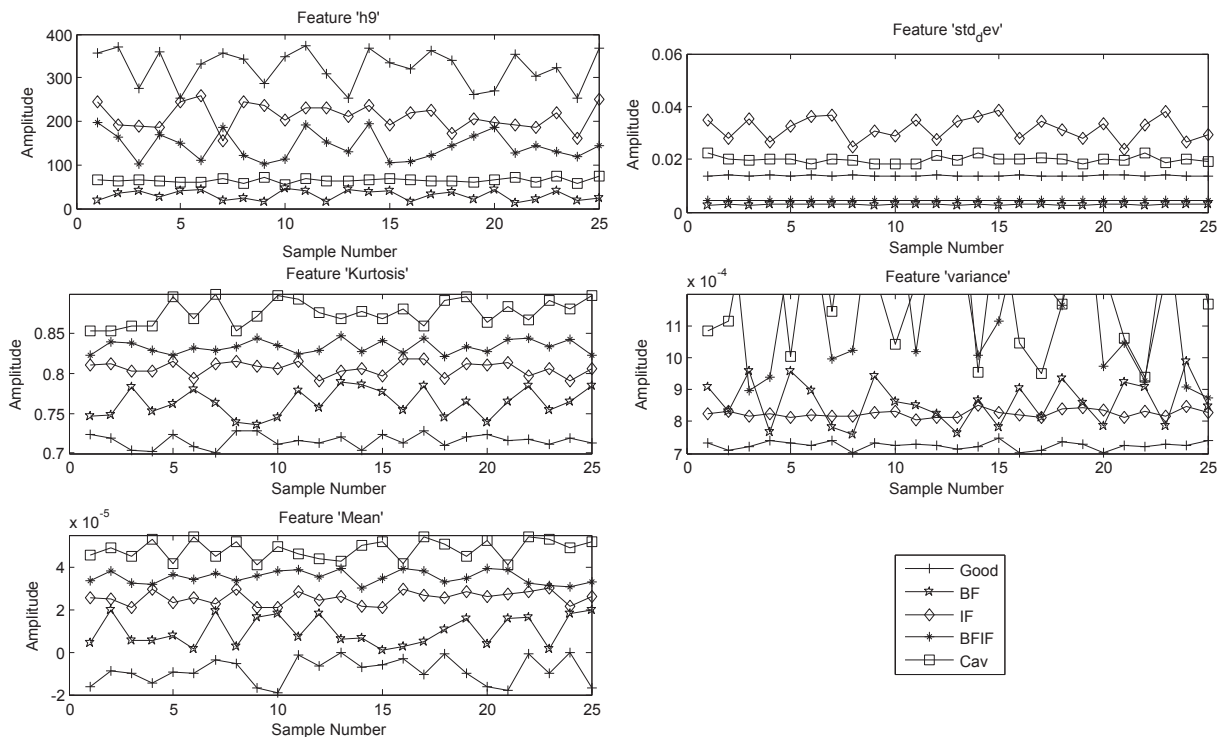 Feature 'h9'
400
300
200
100
0
Amplitude
0 5 10 15 20 25
Sample Number
Feature 'std_dev'
0.06
0.04
0.02
0
Amplitude
0 5 10 15 20 25
Sample Number
Feature 'Kurtosis'
0.85
0.8
0.75
0.7
Amplitude
0 5 10 15 20 25
Sample Number
Feature 'variance'
x 10-4
11
10
9
8
7
Amplitude
0 5 10 15 20 25
Sample Number
Feature 'Mean'
x 10-5
4
2
0
-2
Amplitude
0 5 10 15 20 25
Sample Number
Good
BF
IF
BFIF
Cav